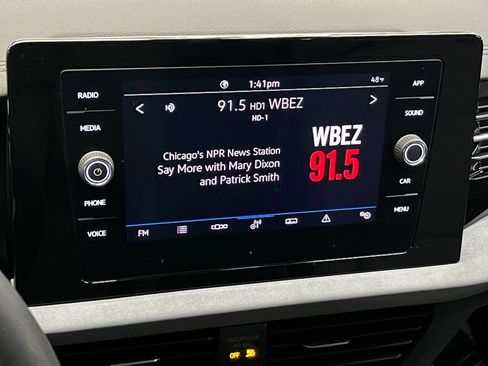 RADIO
MEDIA
PHONE
VOICE
1:41pm
48°F
91.5 HD1 WBEZ
HD-1
Chicago's NPR News Station
Say More with Mary Dixon
and Patrick Smith
WBEZ
91.5
FM
APP
SOUND
CAR
MENU
PASSENGER
AIR BAG
OFF